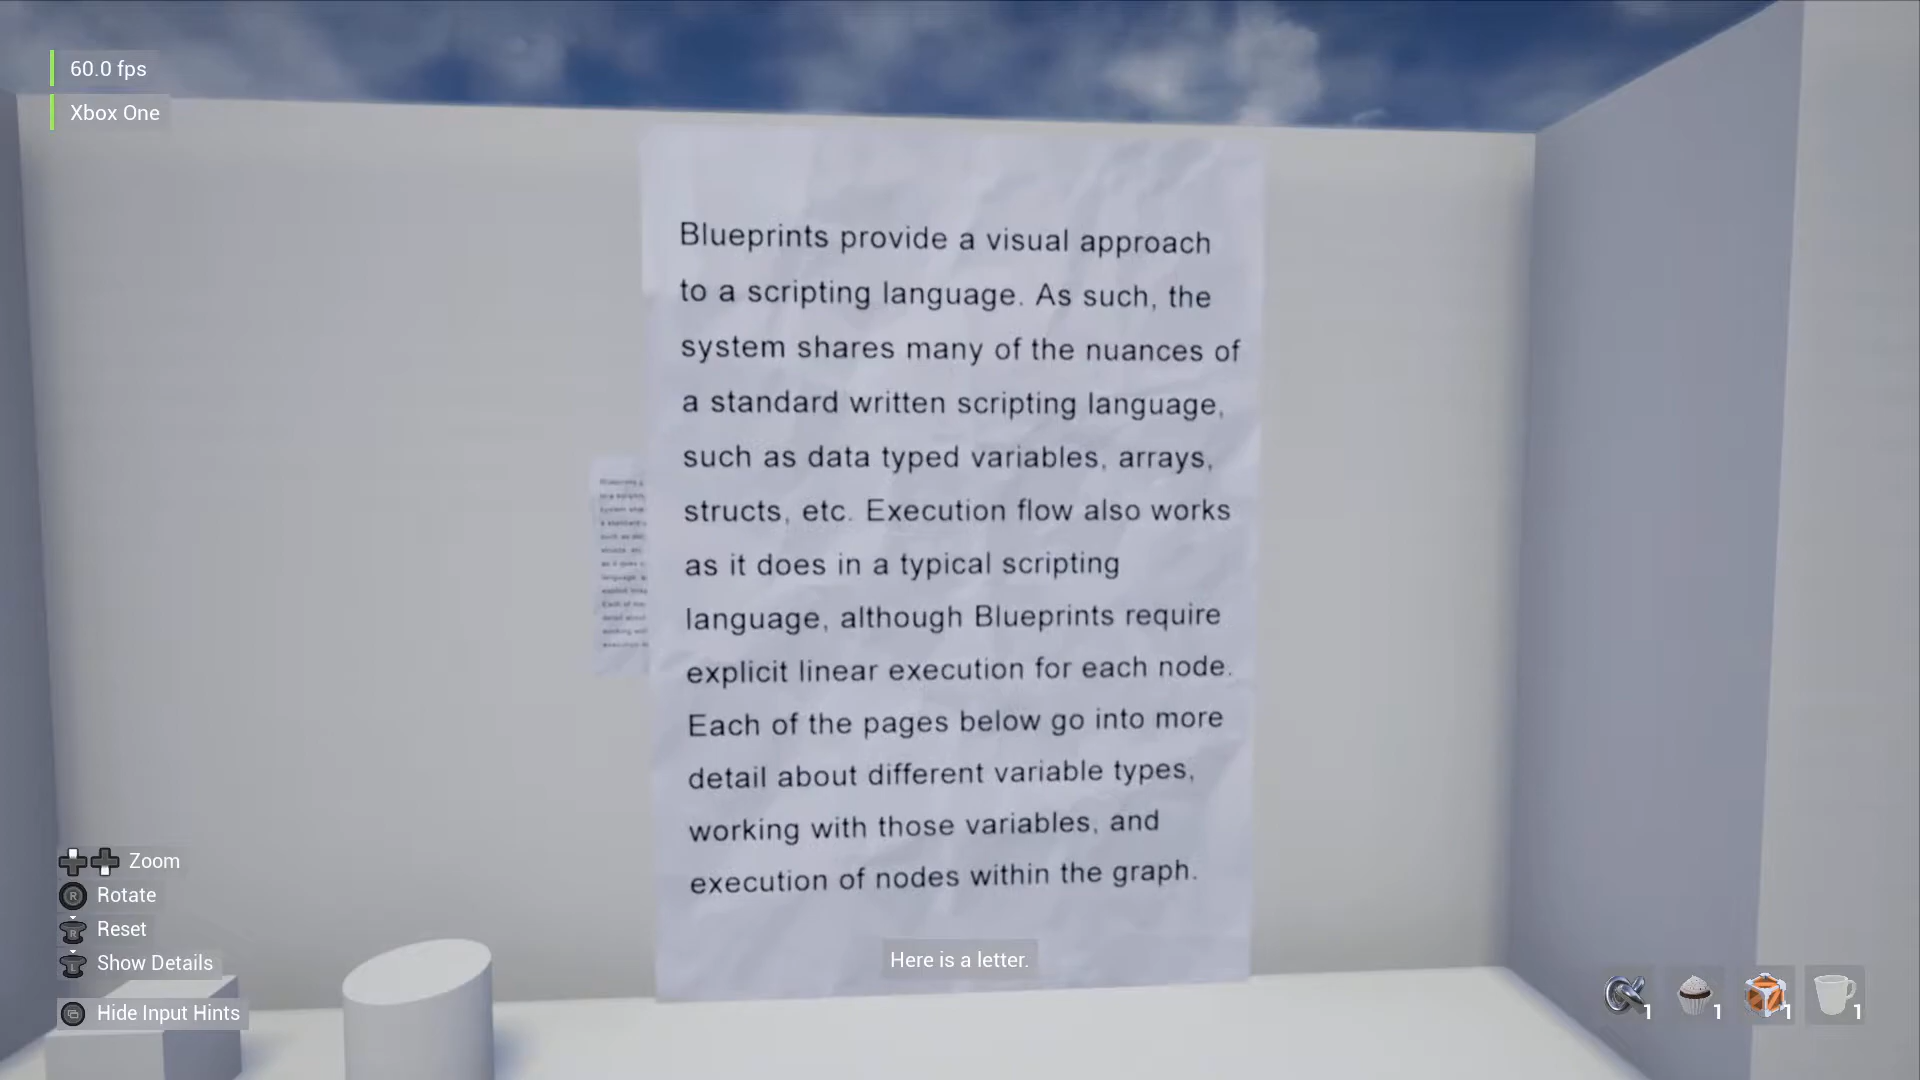 60.0 fps
Xbox One
Blueprints provide a visual approach
to a scripting language. As such, the
system shares many of the nuances of
a standard written scripting language,
such as data typed variables, arrays,
structs, etc. Execution flow also works
as it does in a typical scripting
language, although Blueprints require
explicit linear execution for each node.
Each of the pages below go into more
detail about different variable types,
working with those variables, and
execution of nodes within the graph.
Here is a letter.
Zoom
R Rotate
R Reset
L Show Details
Hide Input Hints
1 1 1 1